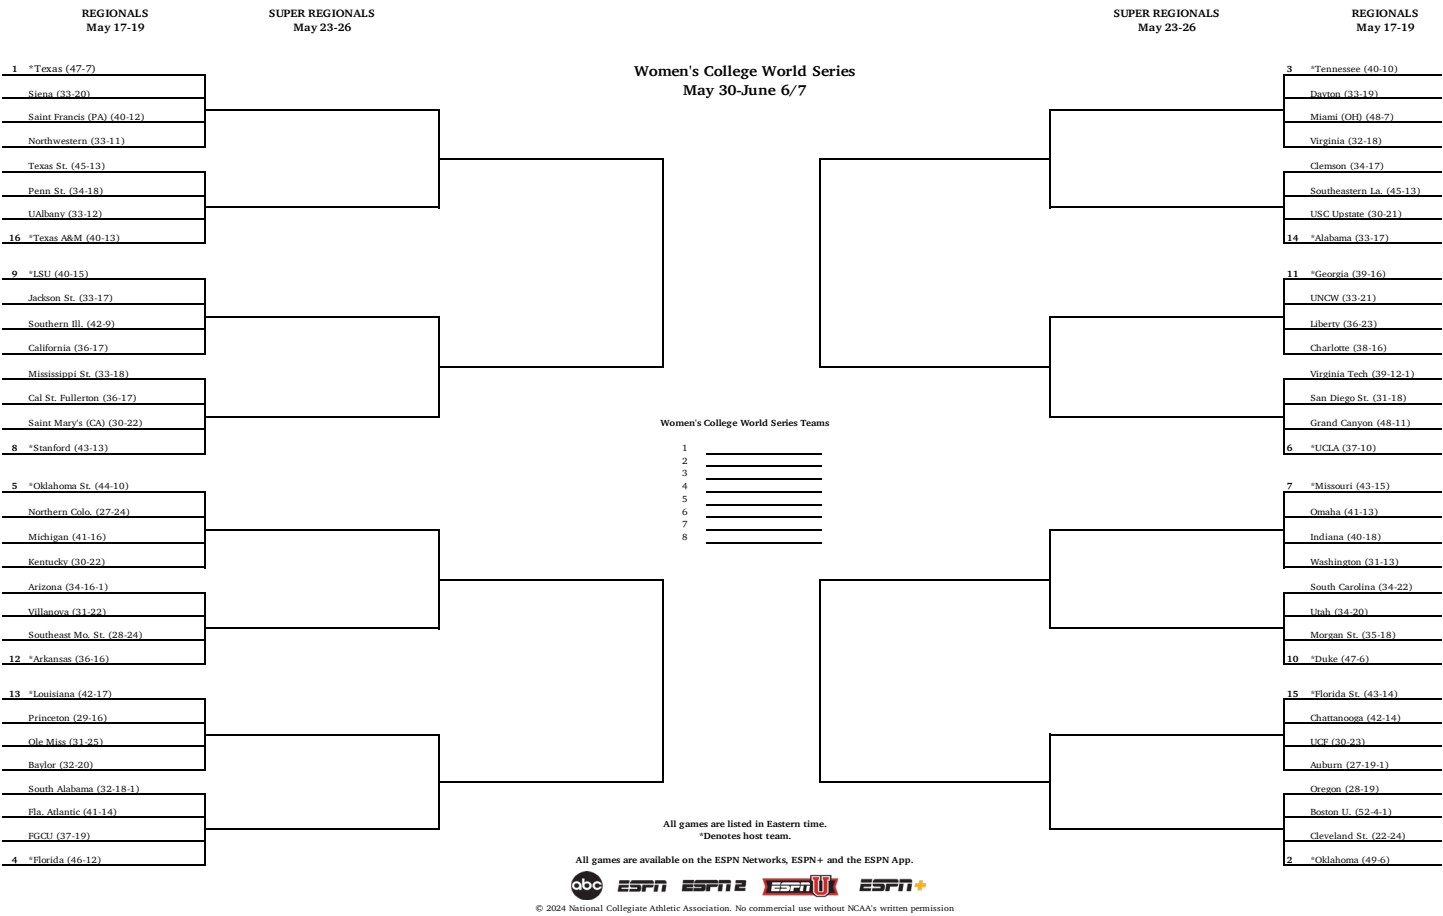 REGIONALS
May 17-19
SUPER REGIONALS
May 23-26
SUPER REGIONALS
May 23-26
REGIONALS
May 17-19
Women's College World Series
May 30-June 6/7
1 *Texas (47-7)
Siena (33-20)
Saint Francis (PA) (40-12)
Northwestern (33-11)
Texas St. (45-13)
Penn St. (34-18)
UAlbany (33-12)
16 *Texas A&M (40-13)
9 *LSU (40-15)
Jackson St. (33-17)
Southern Ill. (42-9)
California (36-17)
Mississippi St. (33-18)
Cal St. Fullerton (36-17)
Saint Mary's (CA) (30-22)
8 *Stanford (43-13)
5 *Oklahoma St. (44-10)
Northern Colo. (27-24)
Michigan (41-16)
Kentucky (30-22)
Arizona (34-16-1)
Villanova (31-22)
Southeast Mo. St. (28-24)
12 *Arkansas (36-16)
13 *Louisiana (42-17)
Princeton (29-16)
Ole Miss (31-25)
Baylor (32-20)
South Alabama (32-18-1)
Fla. Atlantic (41-14)
FGCU (37-19)
4 *Florida (46-12)
Women's College World Series Teams
1
2
3
4
5
6
7
8
3 *Tennessee (40-10)
Dayton (33-19)
Miami (OH) (48-7)
Virginia (32-18)
Clemson (34-17)
Southeastern La. (45-13)
USC Upstate (30-21)
14 *Alabama (33-17)
11 *Georgia (39-16)
UNCW (33-21)
Liberty (36-23)
Charlotte (38-16)
Virginia Tech (39-12-1)
San Diego St. (31-18)
Grand Canyon (48-11)
6 *UCLA (37-10)
7 *Missouri (43-15)
Omaha (41-13)
Indiana (40-18)
Washington (31-13)
South Carolina (34-22)
Utah (34-20)
Morgan St. (35-18)
10 *Duke (47-6)
15 *Florida St. (43-14)
Chattanooga (42-14)
UCF (30-23)
Auburn (27-19-1)
Oregon (28-19)
Boston U. (52-4-1)
Cleveland St. (22-24)
2 *Oklahoma (49-6)
All games are listed in Eastern time.
*Denotes host team.
All games are available on the ESPN Networks, ESPN+ and the ESPN App.
abc ESPN ESPN 2 ESPN U ESPN+
© 2024 National Collegiate Athletic Association. No commercial use without NCAA's written permission